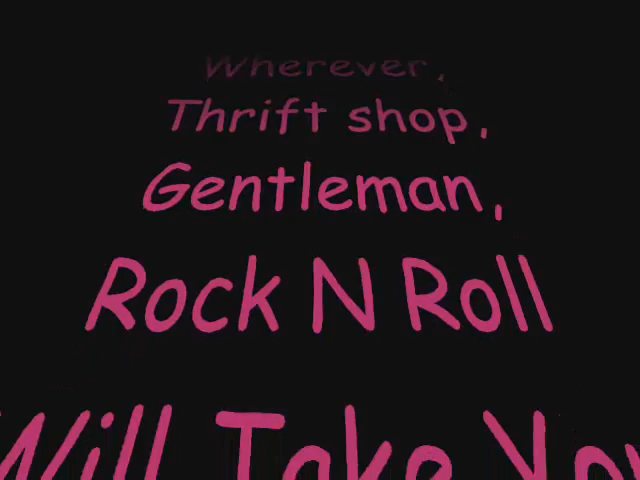 Wherever,
Thrift shop,
Gentleman,
Rock N Roll
Will Take You